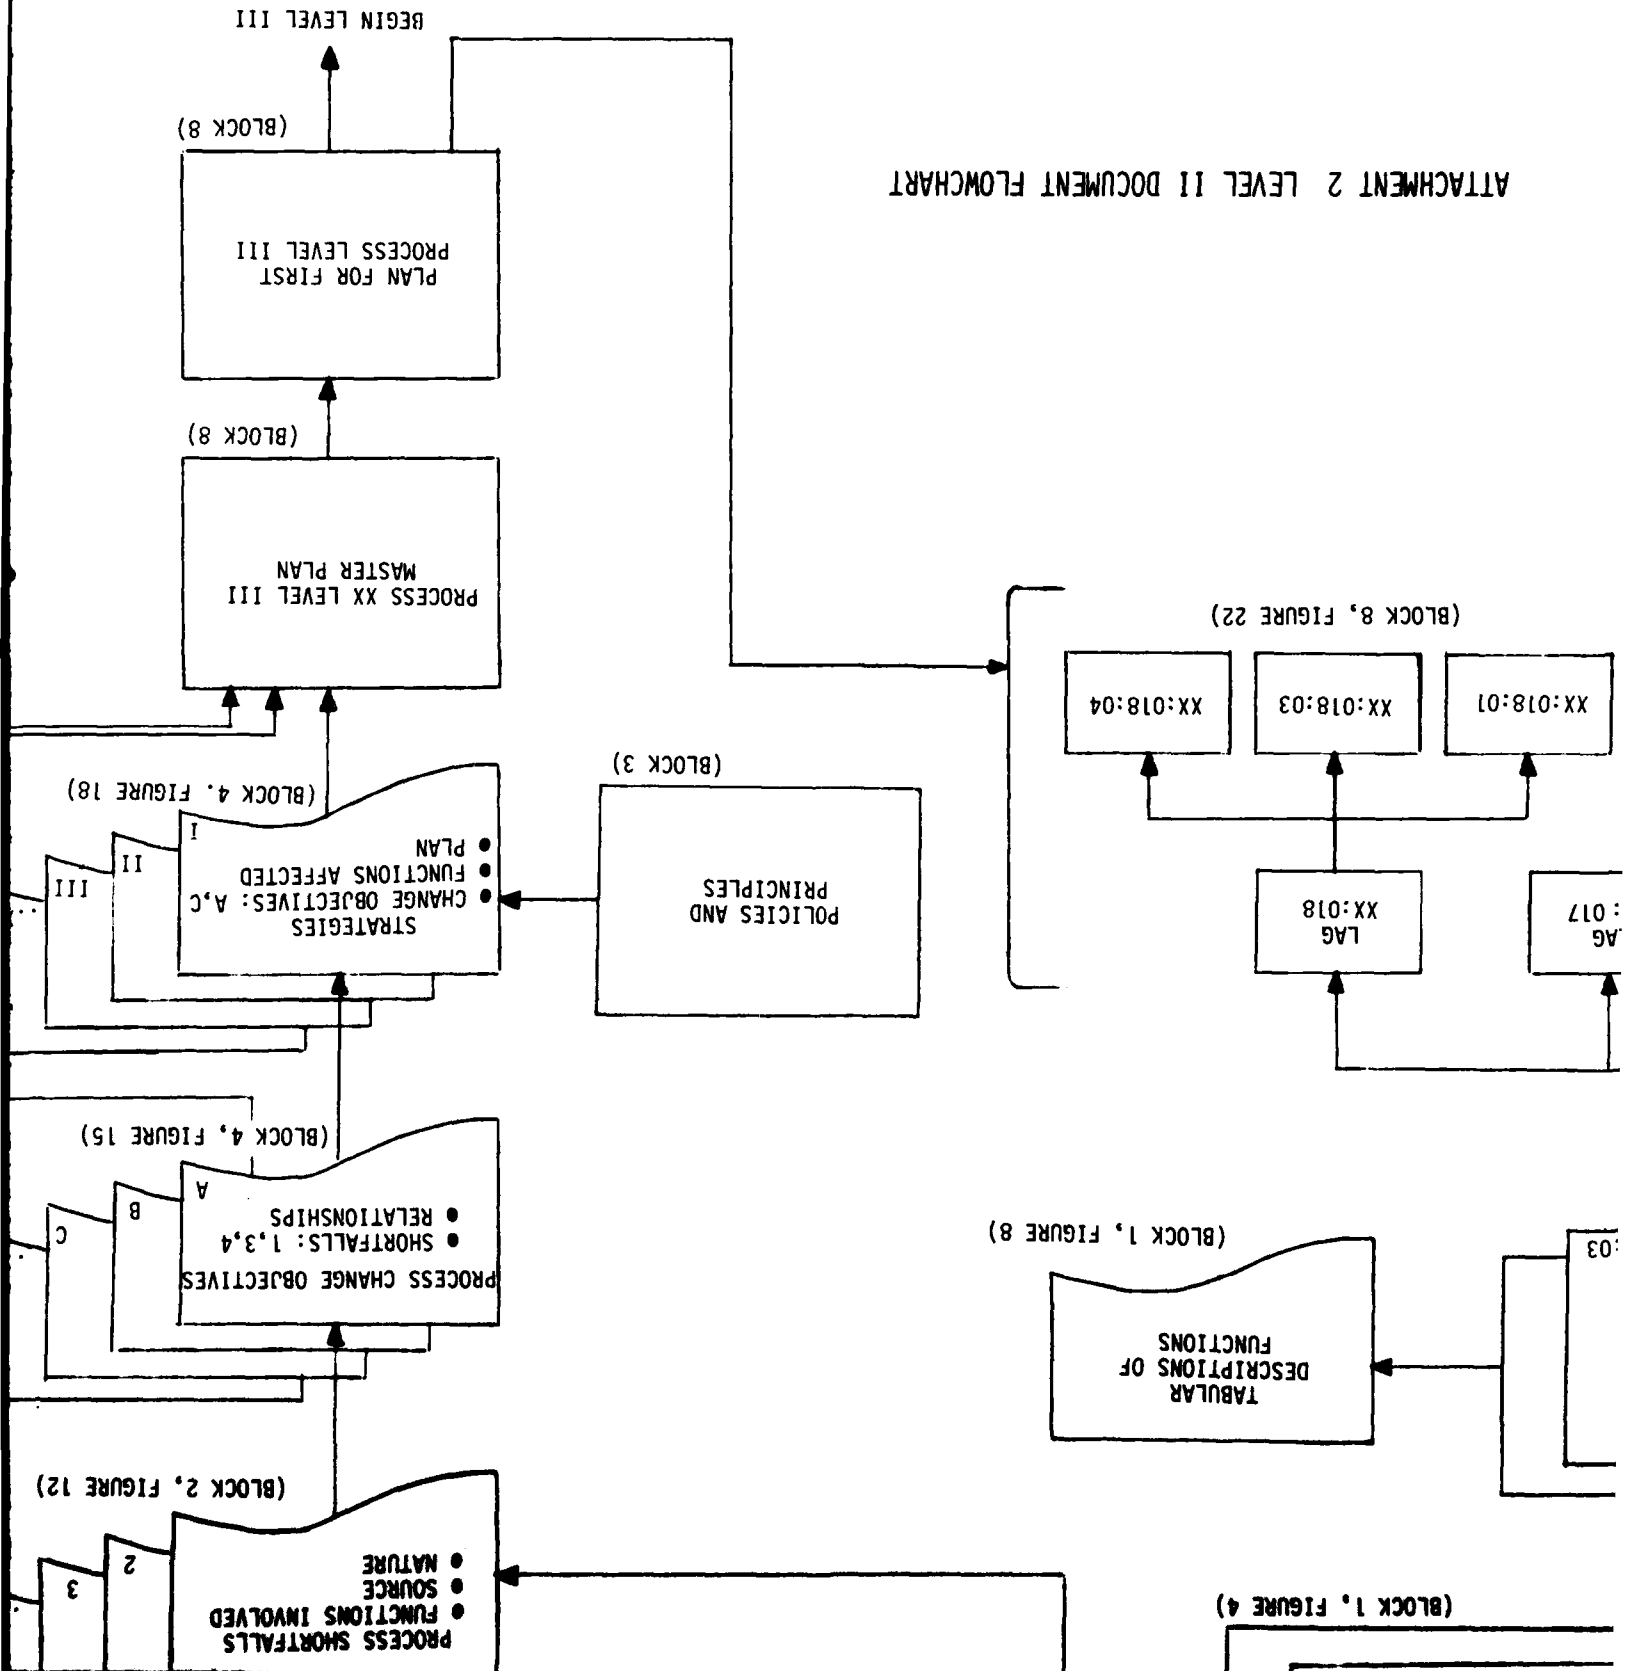 (BLOCK 1, FIGURE 4)
PROCESS SHORTFALLS
● FUNCTIONS INVOLVED
● SOURCE
● NATURE
2
3
(BLOCK 2, FIGURE 12)
:03
TABULAR
DESCRIPTIONS OF
FUNCTIONS
(BLOCK 1, FIGURE 8)
PROCESS CHANGE OBJECTIVES
● SHORTFALLS: 1,3,4
● RELATIONSHIPS
A
B
C
(BLOCK 4, FIGURE 15)
AG
:017
LAG
XX:018
XX:018:01
XX:018:03
XX:018:04
(BLOCK 8, FIGURE 22)
POLICIES AND
PRINCIPLES
(BLOCK 3)
STRATEGIES
● CHANGE OBJECTIVES: A,C
● FUNCTIONS AFFECTED
● PLAN
I
II
III
(BLOCK 4. FIGURE 18)
PROCESS XX LEVEL III
MASTER PLAN
(BLOCK 8)
PLAN FOR FIRST
PROCESS LEVEL III
(BLOCK 8)
BEGIN LEVEL III
ATTACHMENT 2 LEVEL II DOCUMENT FLOWCHART